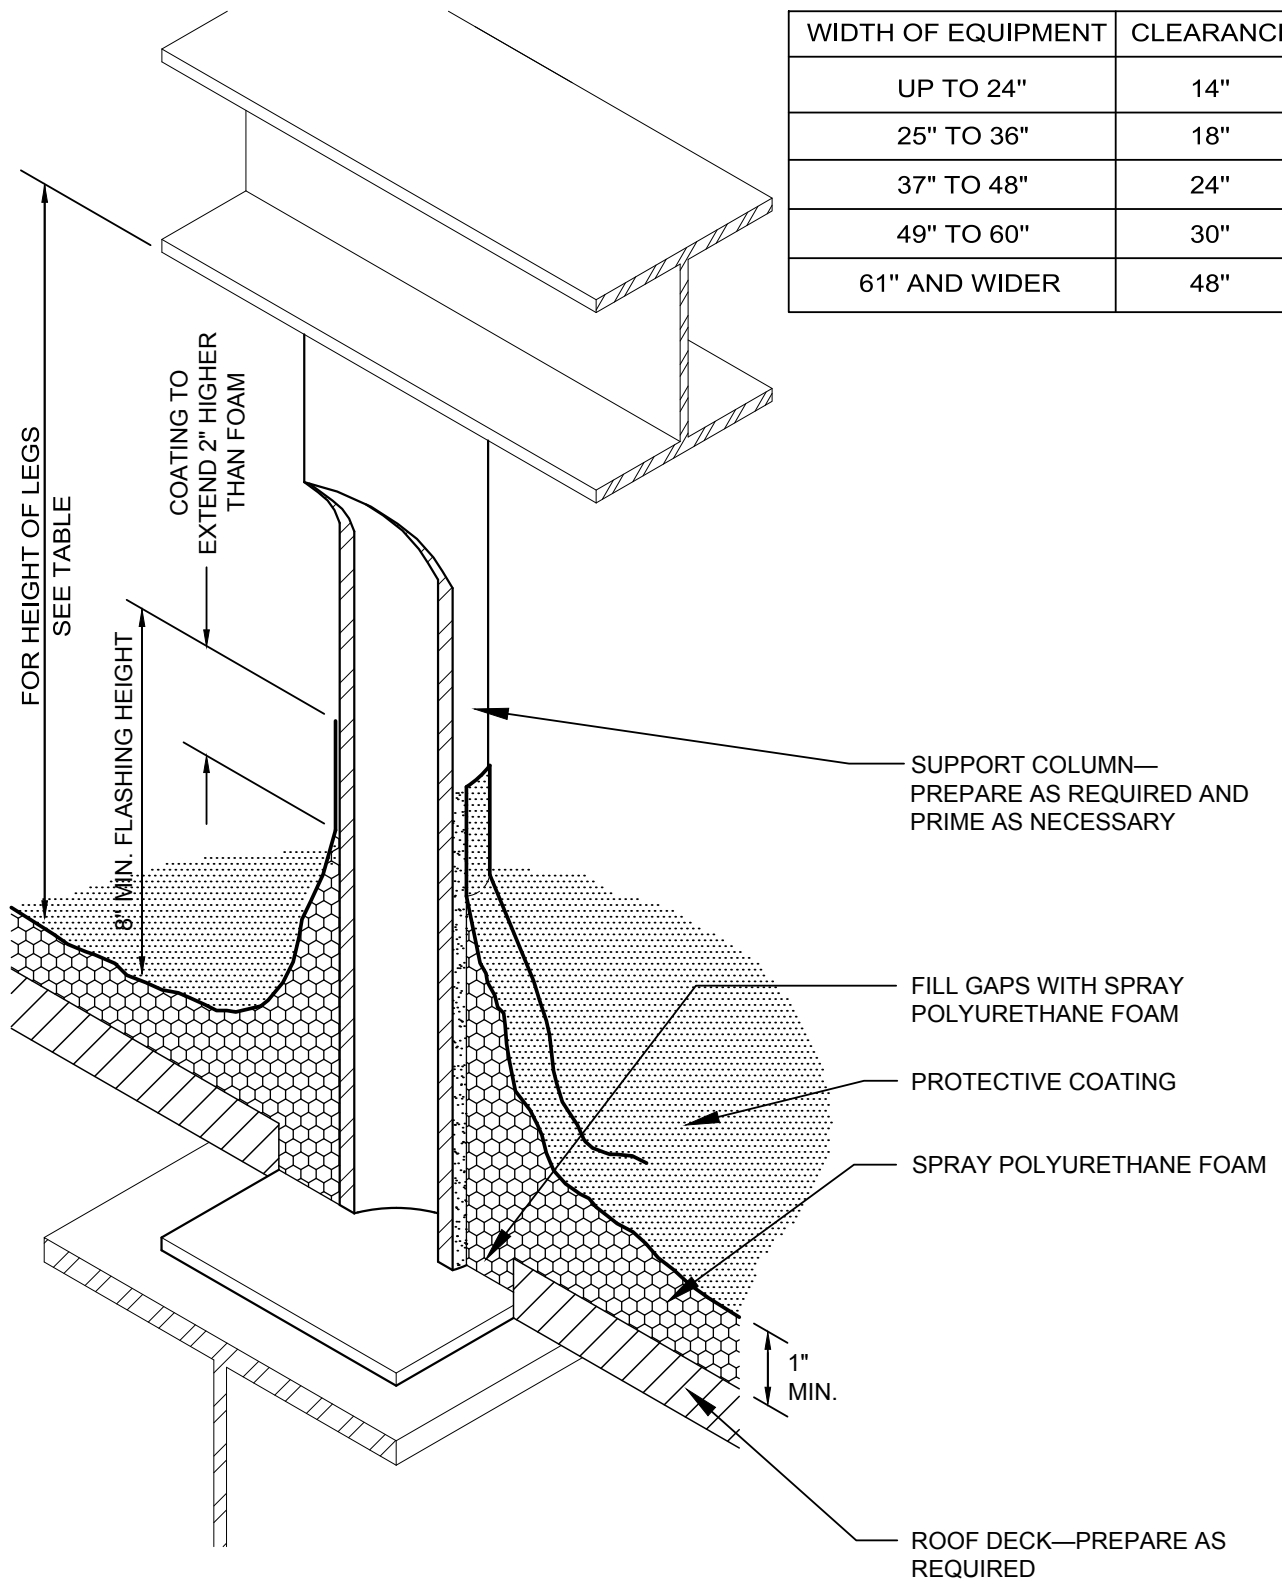 WIDTH OF EQUIPMENT CLEARANCE
UP TO 24" 14"
25" TO 36" 18"
37" TO 48" 24"
49" TO 60" 30"
61" AND WIDER 48"
FOR HEIGHT OF LEGS
SEE TABLE
COATING TO
EXTEND 2" HIGHER
THAN FOAM
8" MIN. FLASHING HEIGHT
SUPPORT COLUMN—
PREPARE AS REQUIRED AND
PRIME AS NECESSARY
FILL GAPS WITH SPRAY
POLYURETHANE FOAM
PROTECTIVE COATING
SPRAY POLYURETHANE FOAM
1"
MIN.
ROOF DECK—PREPARE AS
REQUIRED